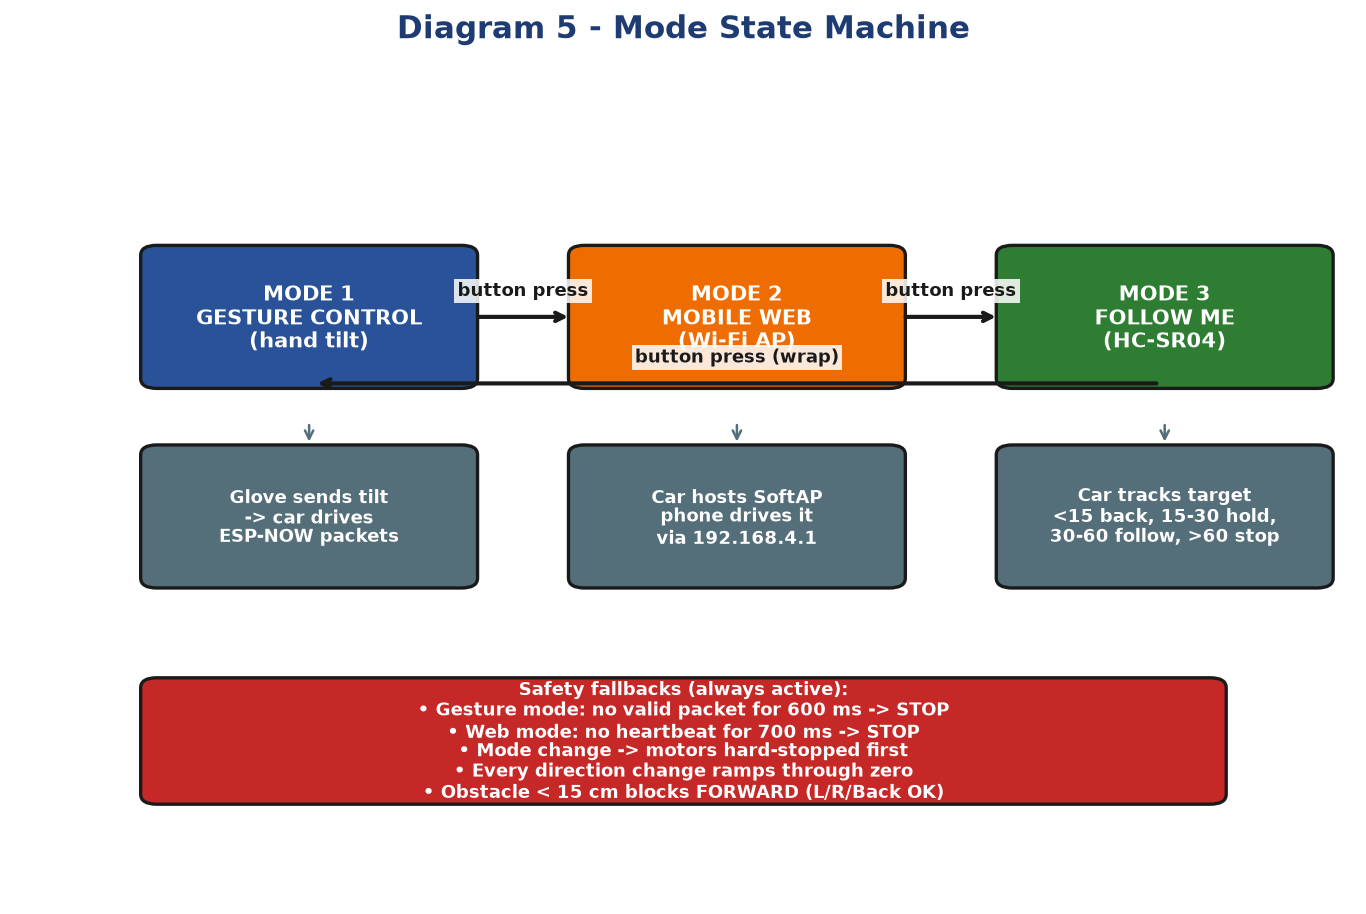 Diagram 5 - Mode State Machine
MODE 1
GESTURE CONTROL
(hand tilt)
button press
MODE 2
MOBILE WEB
(Wi-Fi AP)
button press
MODE 3
FOLLOW ME
(HC-SR04)
button press (wrap)
Glove sends tilt
-> car drives
ESP-NOW packets
Car hosts SoftAP
phone drives it
via 192.168.4.1
Car tracks target
<15 back, 15-30 hold,
30-60 follow, >60 stop
Safety fallbacks (always active):
• Gesture mode: no valid packet for 600 ms -> STOP
• Web mode: no heartbeat for 700 ms -> STOP
• Mode change -> motors hard-stopped first
• Every direction change ramps through zero
• Obstacle < 15 cm blocks FORWARD (L/R/Back OK)